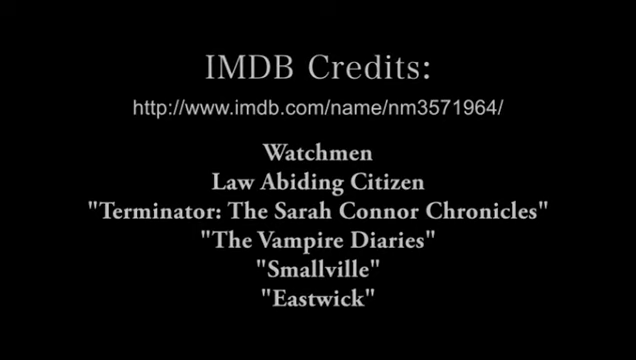 IMDB Credits:
http://www.imdb.com/name/nm3571964/
Watchmen
Law Abiding Citizen
"Terminator: The Sarah Connor Chronicles"
"The Vampire Diaries"
"Smallville"
"Eastwick"